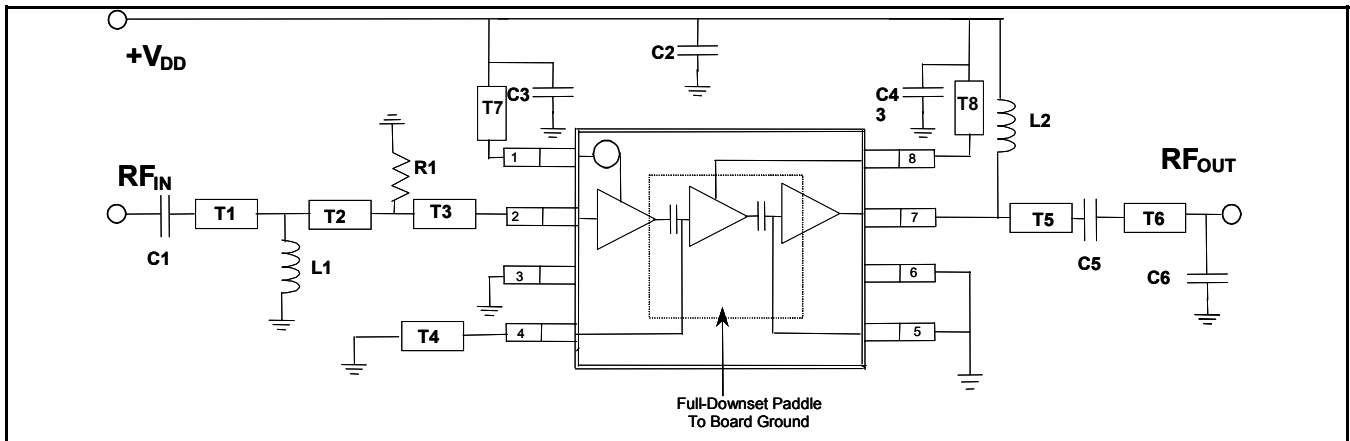 +VDD
C2
C3
T7
C4
3
T8
L2
1
8
R1
RFIN
RFOUT
T1
T2
T3
2
7
T5
T6
C1
C5
L1
3
6
C6
T4
4
5
Full-Downset Paddle
To Board Ground